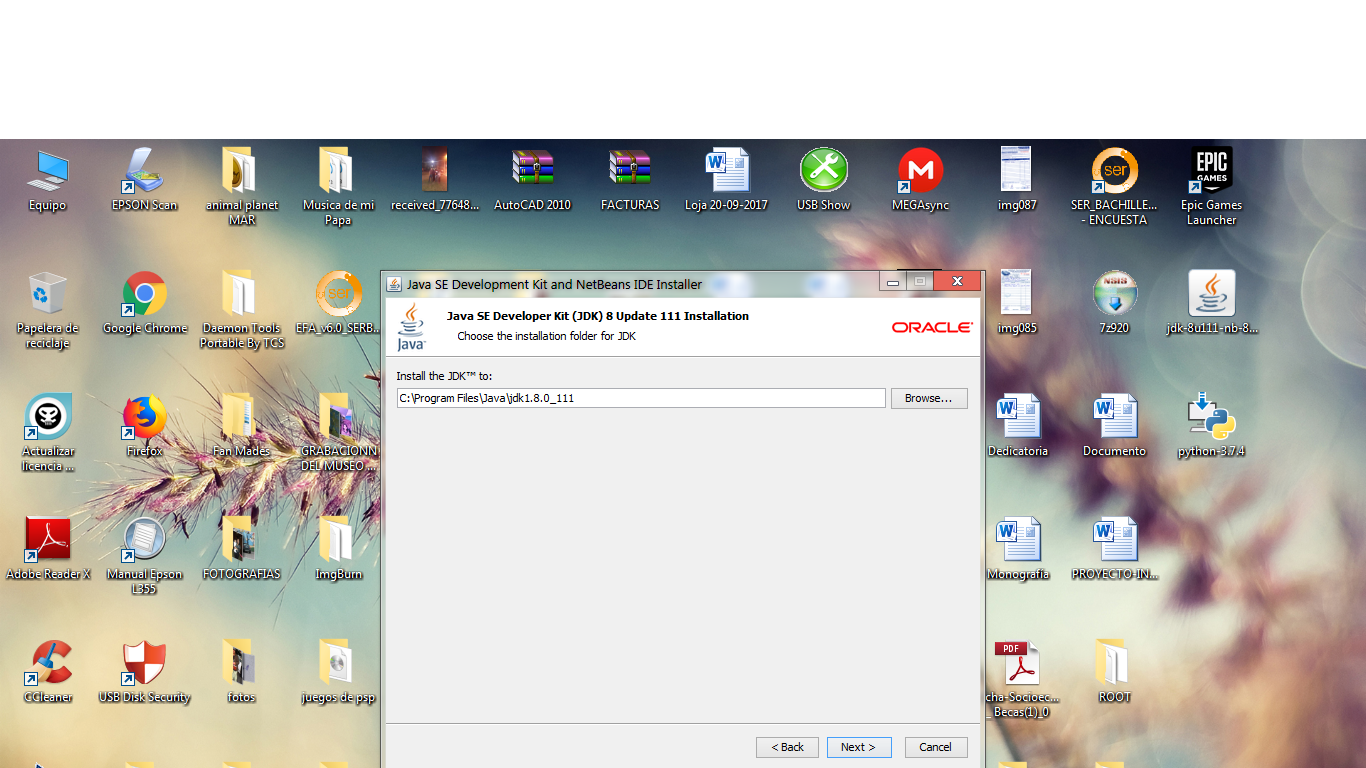 Equipo
EPSON Scan
animal planet
MAR
Musica de mi
Papa
received_77648...
AutoCAD 2010
FACTURAS
Loja 20-09-2017
USB Show
MEGAsync
img087
ser
SER_BACHILLE...
- ENCUESTA
EPIC
GAMES
Epic Games
Launcher
Papelera de
reciclaje
Google Chrome
Daemon Tools
Portable By TCS
ser
EFA_v6.0_SERB...
img085
NSIS
7z920
jdk-8u111-nb-8...
Java SE Development Kit and NetBeans IDE Installer
Java
Java SE Developer Kit (JDK) 8 Update 111 Installation
Choose the installation folder for JDK
ORACLE
Install the JDK™ to:
C:\Program Files\Java\jdk1.8.0_111
Browse...
Actualizar
licencia ...
Firefox
Fan Mades
GRABACIONN
DEL MUSEO ...
Dedicatoria
Documento
python-3.7.4
Adobe Reader X
Manual Epson
L355
FOTOGRAFIAS
ImgBurn
Monografía
PROYECTO-IN...
CCleaner
USB Disk Security
fotos
juegos de psp
PDF
cha-Socioec...
_ Becas(1)_0
ROOT
< Back
Next >
Cancel